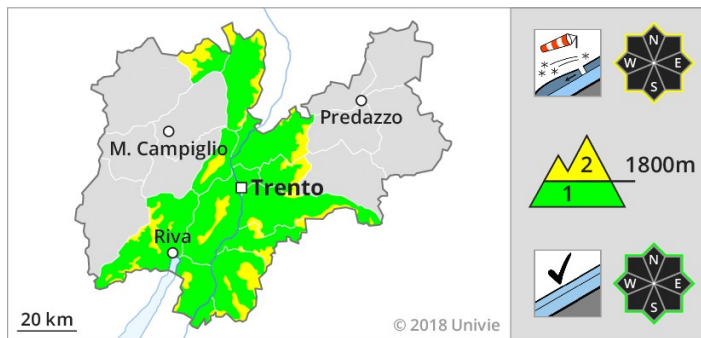 Predazzo
M. Campiglio
Trento
Riva
20 km
© 2018 Univie
N
W E
S
2
1800m
1
N
W E
S